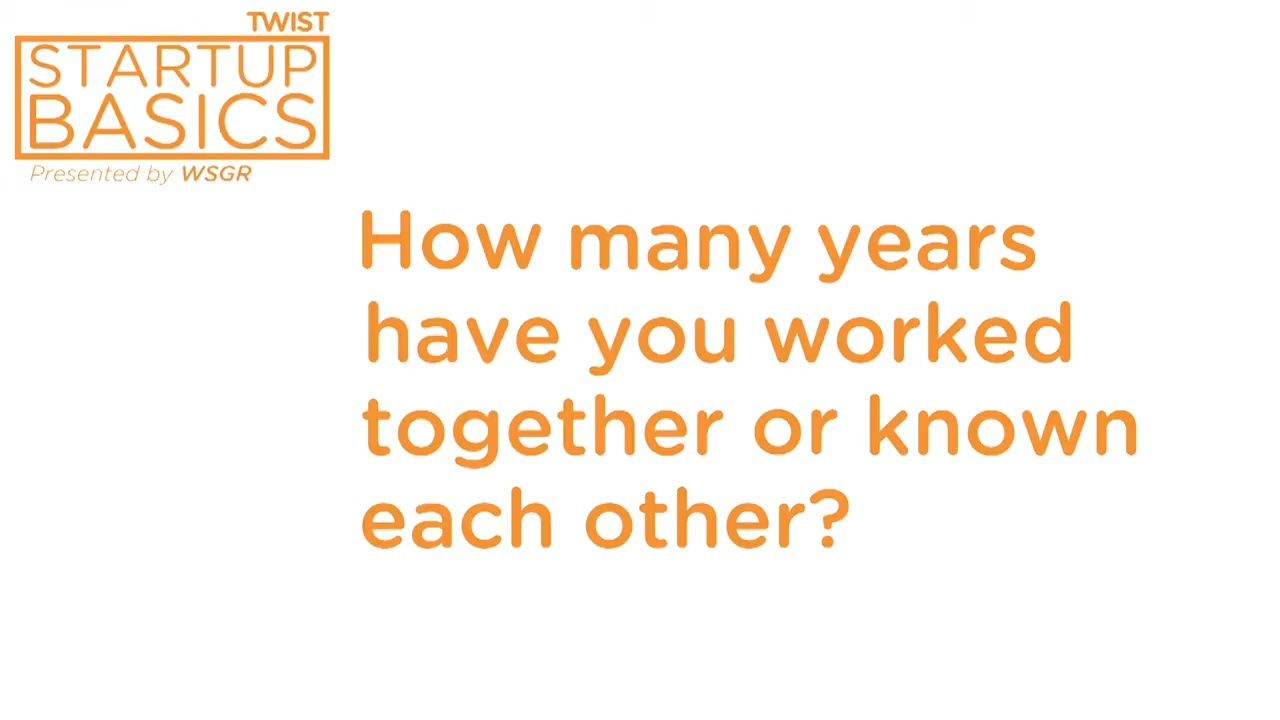 TWIST
STARTUP
BASICS
Presented by WSGR
How many years
have you worked
together or known
each other?